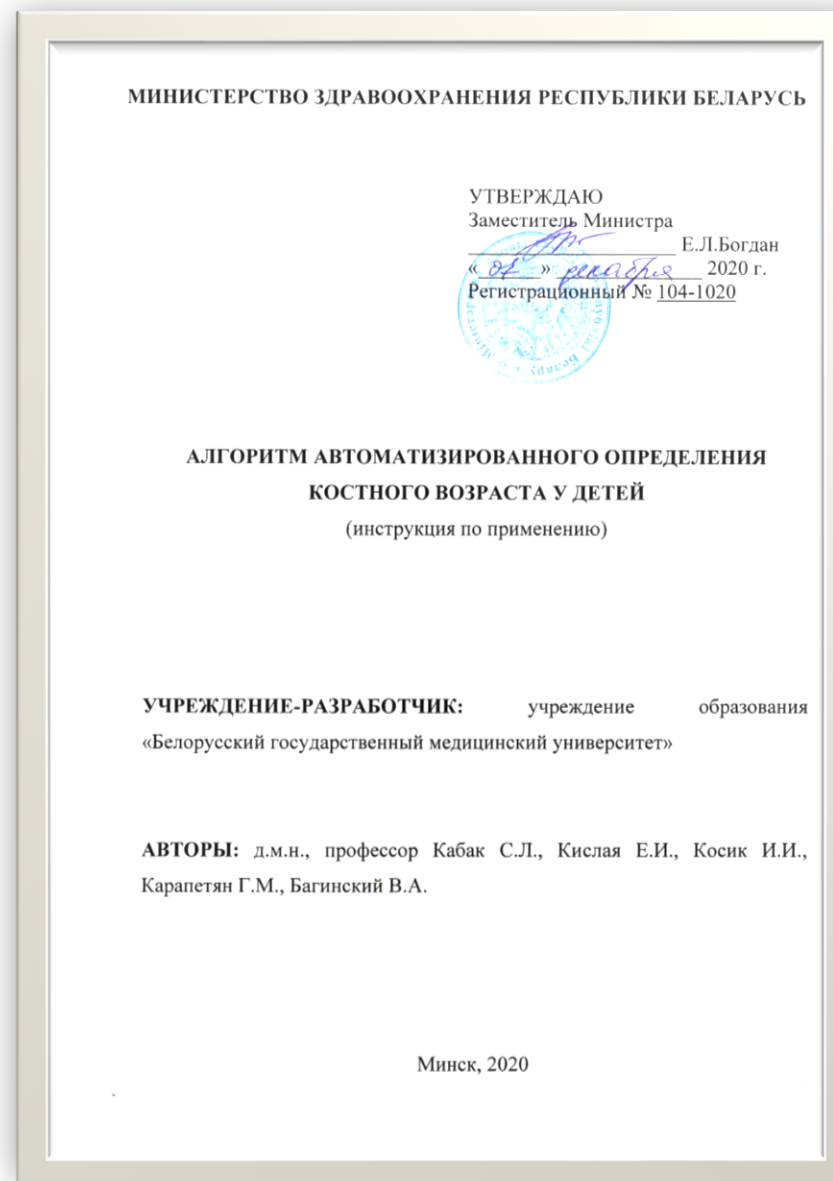 МИНИСТЕРСТВО ЗДРАВООХРАНЕНИЯ РЕСПУБЛИКИ БЕЛАРУСЬ
УТВЕРЖДАЮ
Заместитель Министра
Е.Л.Богдан
« » декабря 2020 г.
Регистрационный № 104-1020
АЛГОРИТМ АВТОМАТИЗИРОВАННОГО ОПРЕДЕЛЕНИЯ
КОСТНОГО ВОЗРАСТА У ДЕТЕЙ
(инструкция по применению)
УЧРЕЖДЕНИЕ-РАЗРАБОТЧИК: учреждение образования
«Белорусский государственный медицинский университет»
АВТОРЫ: д.м.н., профессор Кабак С.Л., Кислая Е.И., Косик И.И.,
Карапетян Г.М., Багинский В.А.
Минск, 2020